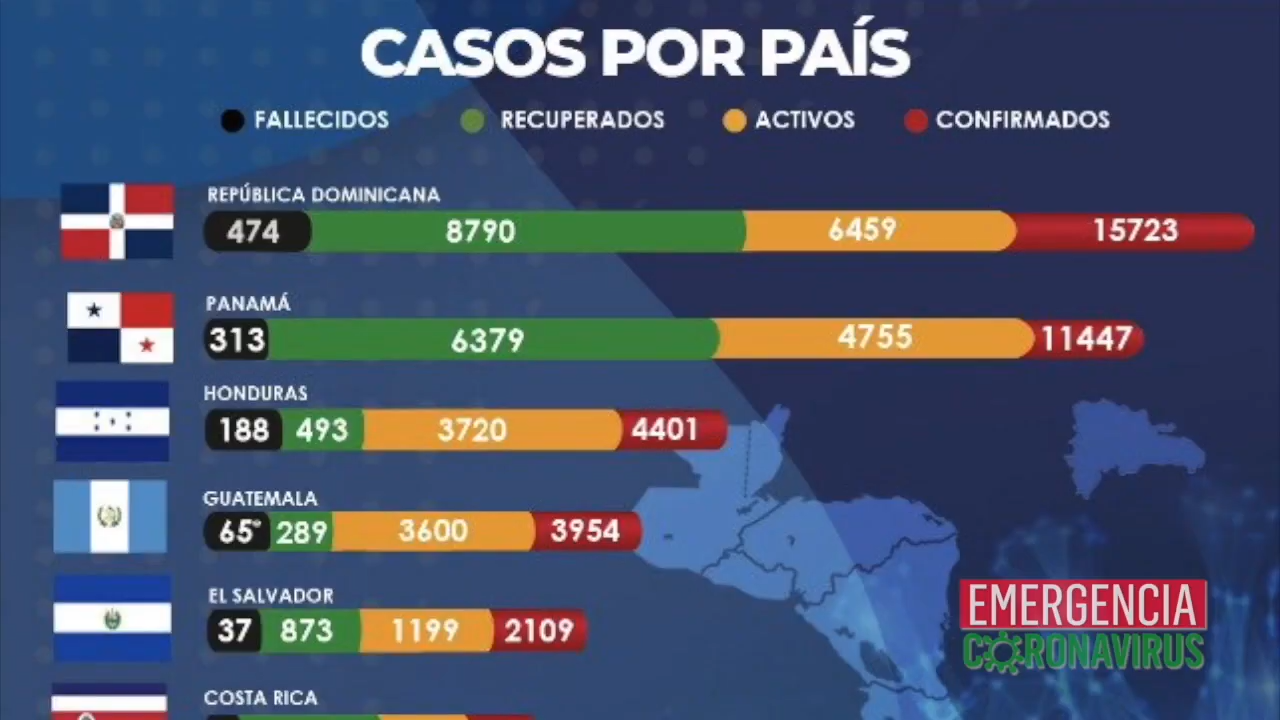 CASOS POR PAÍS
FALLECIDOS RECUPERADOS ACTIVOS CONFIRMADOS
REPÚBLICA DOMINICANA
474 8790 6459 15723
PANAMÁ
313 6379 4755 11447
HONDURAS
188 493 3720 4401
GUATEMALA
65* 289 3600 3954
EL SALVADOR
37 873 1199 2109
COSTA RICA
EMERGENCIA
CORONAVIRUS